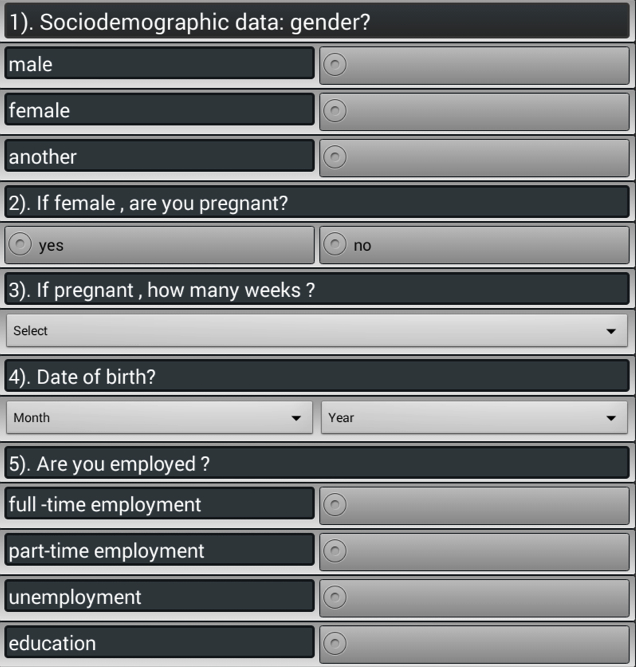 1). Sociodemographic data: gender?
male
female
another
2). If female , are you pregnant?
yes no
3). If pregnant , how many weeks ?
Select
4). Date of birth?
Month Year
5). Are you employed ?
full -time employment
part-time employment
unemployment
education